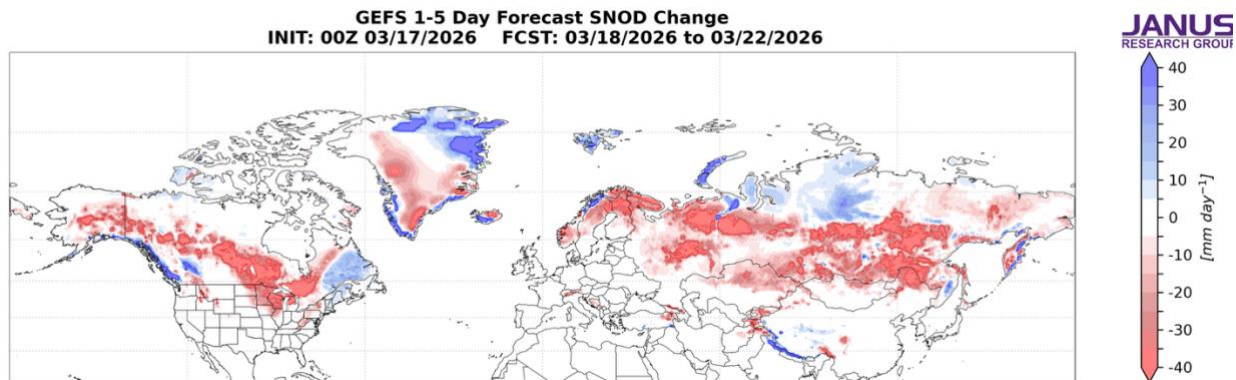 GEFS 1-5 Day Forecast SNOD Change
INIT: 00Z 03/17/2026 FCST: 03/18/2026 to 03/22/2026
JANUS
RESEARCH GROUP
40
30
20
10
0
-10
-20
-30
-40
[mm day⁻¹]